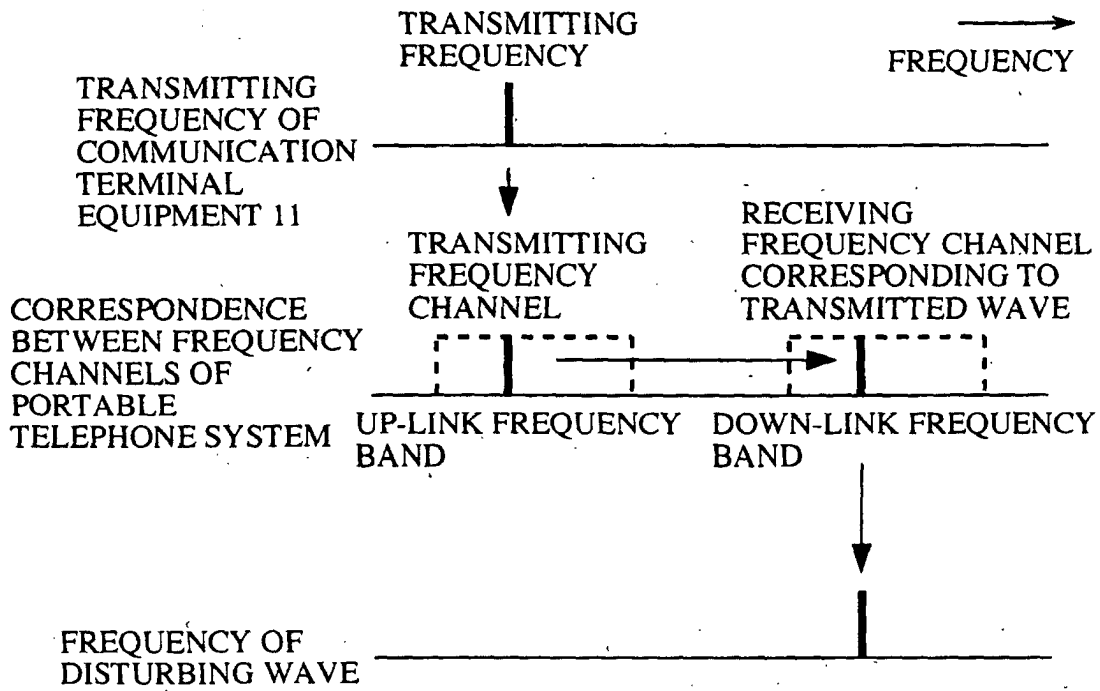 TRANSMITTING
FREQUENCY
FREQUENCY
TRANSMITTING
FREQUENCY OF
COMMUNICATION
TERMINAL
EQUIPMENT 11
TRANSMITTING
FREQUENCY
CHANNEL
RECEIVING
FREQUENCY CHANNEL
CORRESPONDING TO
TRANSMITTED WAVE
CORRESPONDENCE
BETWEEN FREQUENCY
CHANNELS OF
PORTABLE
TELEPHONE SYSTEM
UP-LINK FREQUENCY
BAND
DOWN-LINK FREQUENCY
BAND
FREQUENCY OF
DISTURBING WAVE